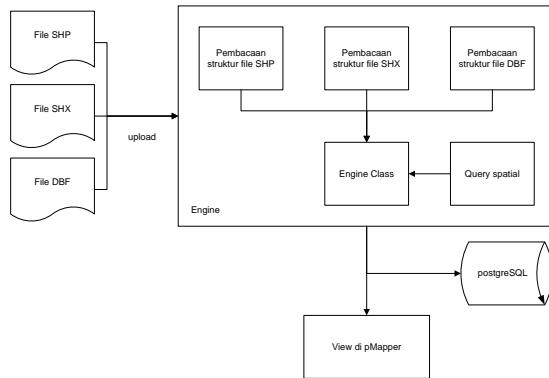 File SHP
File SHX
File DBF
upload
Pembacaan
struktur file SHP
Pembacaan
struktur file SHX
Pembacaan
struktur file DBF
Engine Class
Query spatial
Engine
postgreSQL
View di pMapper